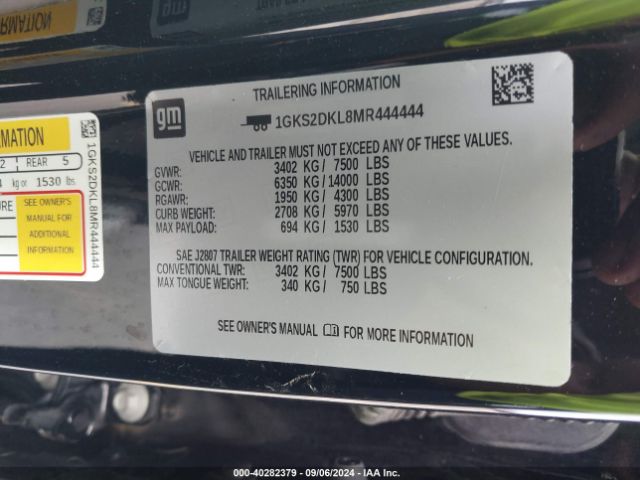 TRAILERING INFORMATION
gm
1GKS2DKL8MR444444
VEHICLE AND TRAILER MUST NOT EXCEED ANY OF THESE VALUES.
GVWR: 3402 KG / 7500 LBS
GCWR: 6350 KG / 14000 LBS
RGAWR: 1950 KG / 4300 LBS
CURB WEIGHT: 2708 KG / 5970 LBS
MAX PAYLOAD: 694 KG / 1530 LBS
SAE J2807 TRAILER WEIGHT RATING (TWR) FOR VEHICLE CONFIGURATION.
CONVENTIONAL TWR: 3402 KG / 7500 LBS
MAX TONGUE WEIGHT: 340 KG / 750 LBS
SEE OWNER'S MANUAL FOR MORE INFORMATION
2 REAR 5
kg or 1530 lbs
SEE OWNER'S
MANUAL FOR
ADDITIONAL
INFORMATION
1GKS2DKL8MR444444
000-40282379 - 09/06/2024 - IAA Inc.